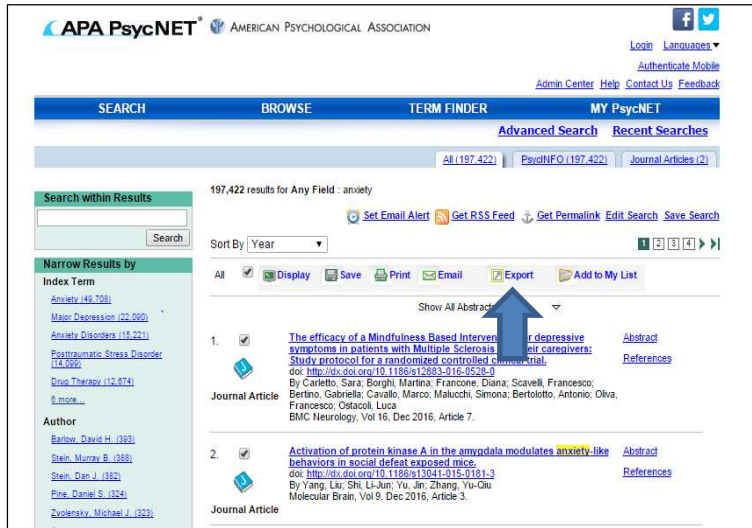 APA PsycNET® AMERICAN PSYCHOLOGICAL ASSOCIATION
Login Languages▼
Authenticate Mobile
Admin Center Help Contact Us Feedback
SEARCH BROWSE TERM FINDER MY PsycNET
Advanced Search Recent Searches
All (197,422) PsycINFO (197,422) Journal Articles (2)
Search within Results
Search
Narrow Results by
Index Term
Anxiety (49,708)
Major Depression (22,090)
Anxiety Disorders (15,221)
Posttraumatic Stress Disorder
(14,099)
Drug Therapy (12,674)
6 more...
Author
Barlow, David H. (393)
Stein, Murray B. (388)
Stein, Dan J. (382)
Pine, Daniel S. (324)
Zvolensky, Michael J. (323)
197,422 results for Any Field : anxiety
Set Email Alert Get RSS Feed Get Permalink Edit Search Save Search
Sort By Year
1 2 3 4
All Display Save Print Email Export Add to My List
Show All Abstrac
1. The efficacy of a Mindfulness Based Interven or depressive
symptoms in patients with Multiple Sclerosis eir caregivers:
Study protocol for a randomized controlled cl trial.
doi: http://dx.doi.org/10.1186/s12883-016-0528-0
By Carletto, Sara; Borghi, Martina; Francone, Diana; Scavelli, Francesco;
Bertino, Gabriella; Cavallo, Marco; Malucchi, Simona; Bertolotto, Antonio; Oliva,
Francesco; Ostacoli, Luca
BMC Neurology, Vol 16, Dec 2016, Article 7.
Journal Article
Abstract
References
2. Activation of protein kinase A in the amygdala modulates anxiety-like
behaviors in social defeat exposed mice.
doi: http://dx.doi.org/10.1186/s13041-015-0181-3
By Yang, Liu; Shi, Li-Jun; Yu, Jin; Zhang, Yu-Qiu
Molecular Brain, Vol 9, Dec 2016, Article 3.
Journal Article
Abstract
References